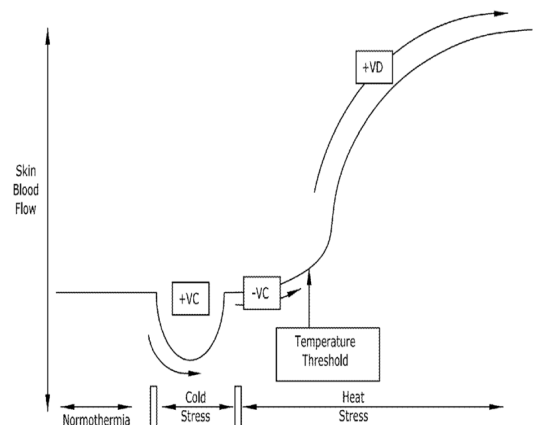 +VD
Skin
Blood
Flow
+VC
-VC
Temperature
Threshold
Normothermia
Cold
Stress
Heat
Stress